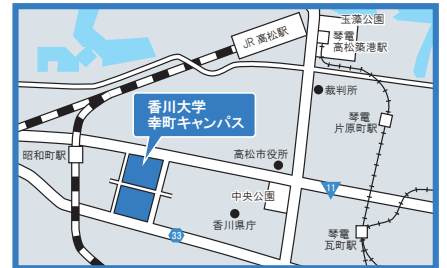 玉藻公園
JR 高松駅
琴電
高松築港駅
裁判所
香川大学
幸町キャンパス
琴電
片原町駅
昭和町駅
高松市役所
11
中央公園
香川県庁
33
琴電
瓦町駅